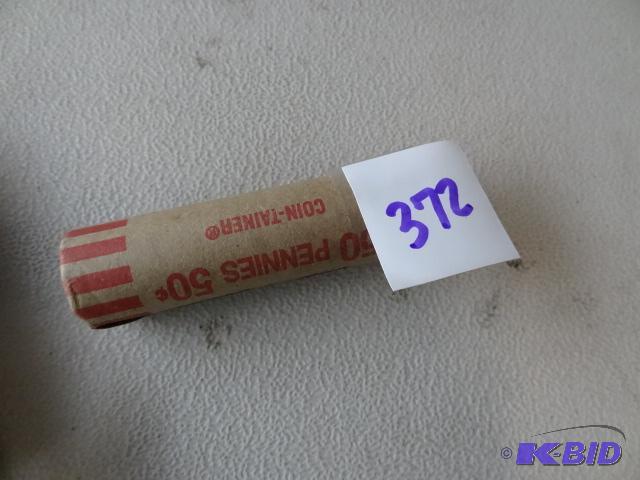 372
COIN-TAINER®
50 PENNIES 50¢
© K-BID